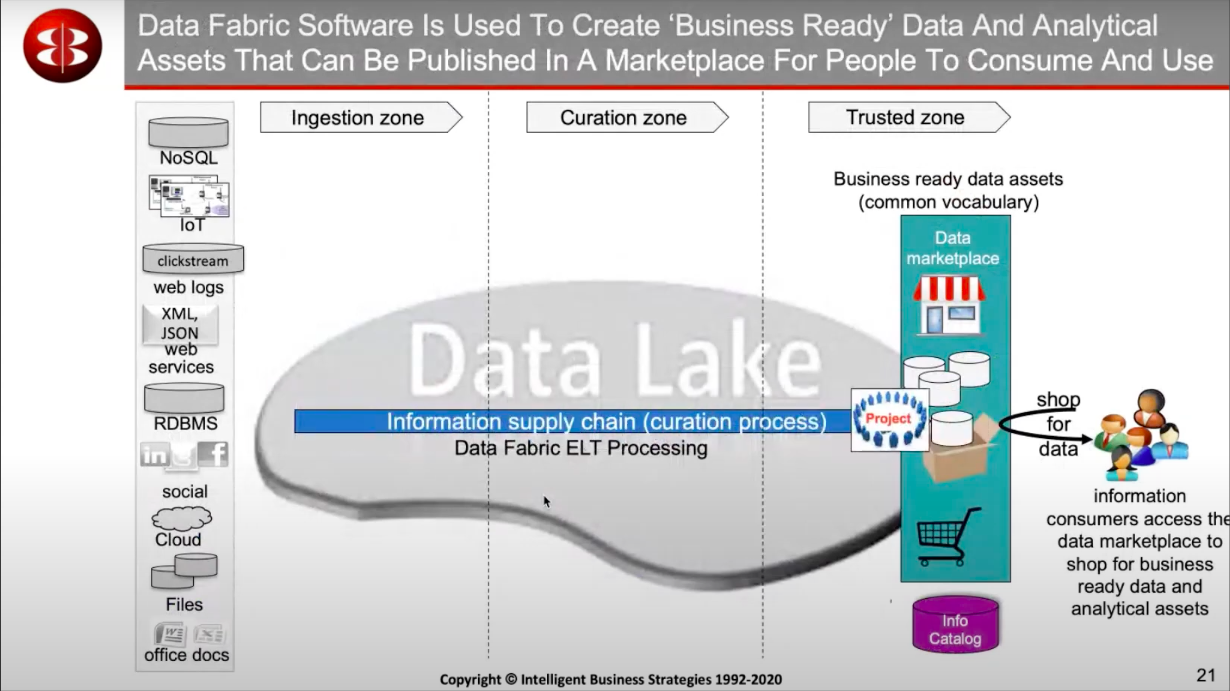 Data Fabric Software Is Used To Create ‘Business Ready’ Data And Analytical
Assets That Can Be Published In A Marketplace For People To Consume And Use
Ingestion zone
Curation zone
Trusted zone
NoSQL
IoT
clickstream
web logs
XML,
JSON
web
services
RDBMS
in
f
social
Cloud
Files
office docs
Data Lake
Information supply chain (curation process)
Data Fabric ELT Processing
Business ready data assets
(common vocabulary)
Data
marketplace
Project
shop
for
data
information
consumers access the
data marketplace to
shop for business
ready data and
analytical assets
Info
Catalog
Copyright © Intelligent Business Strategies 1992-2020
21